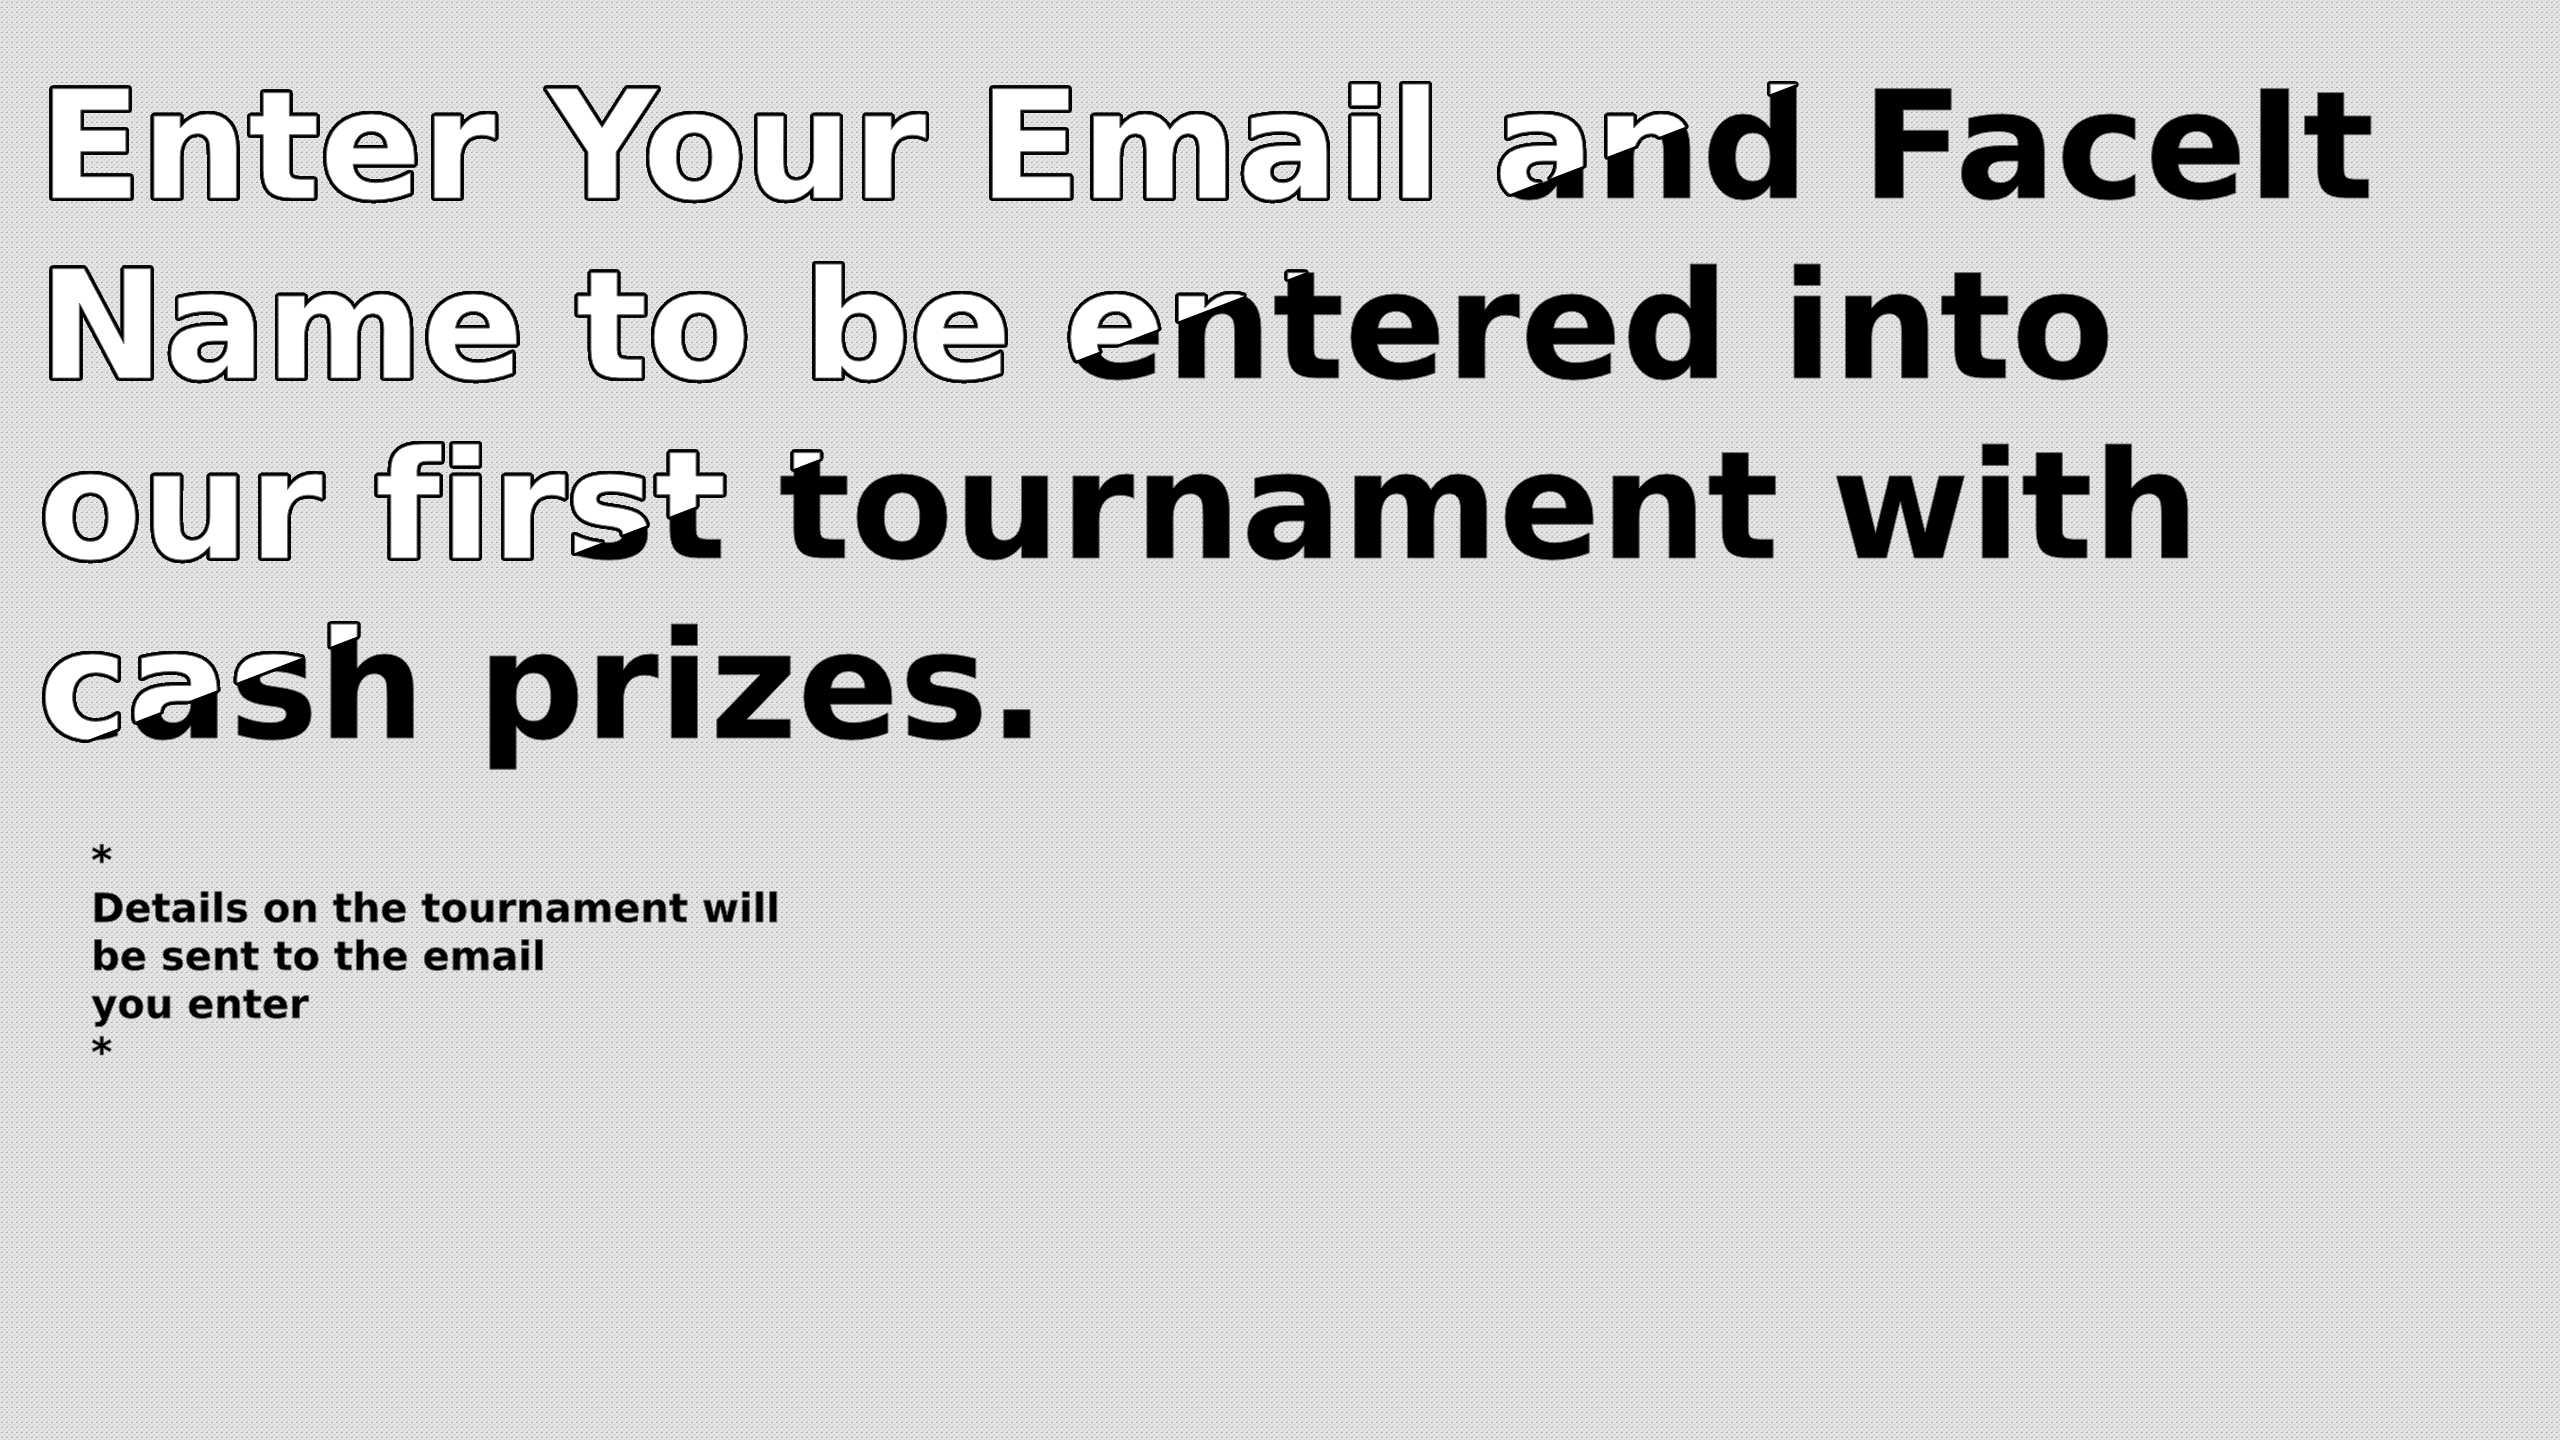 Enter Your Email and FaceIt
Name to be entered into
our first tournament with
cash prizes.
*
Details on the tournament will
be sent to the email
you enter
*